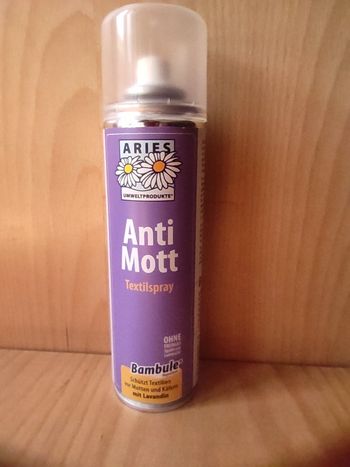 ARIES
UMWELTPRODUKTE
Anti
Mott
Textilspray
OHNE
Bambule
Schützt Textilien
vor Motten und Käfern
mit Lavandin